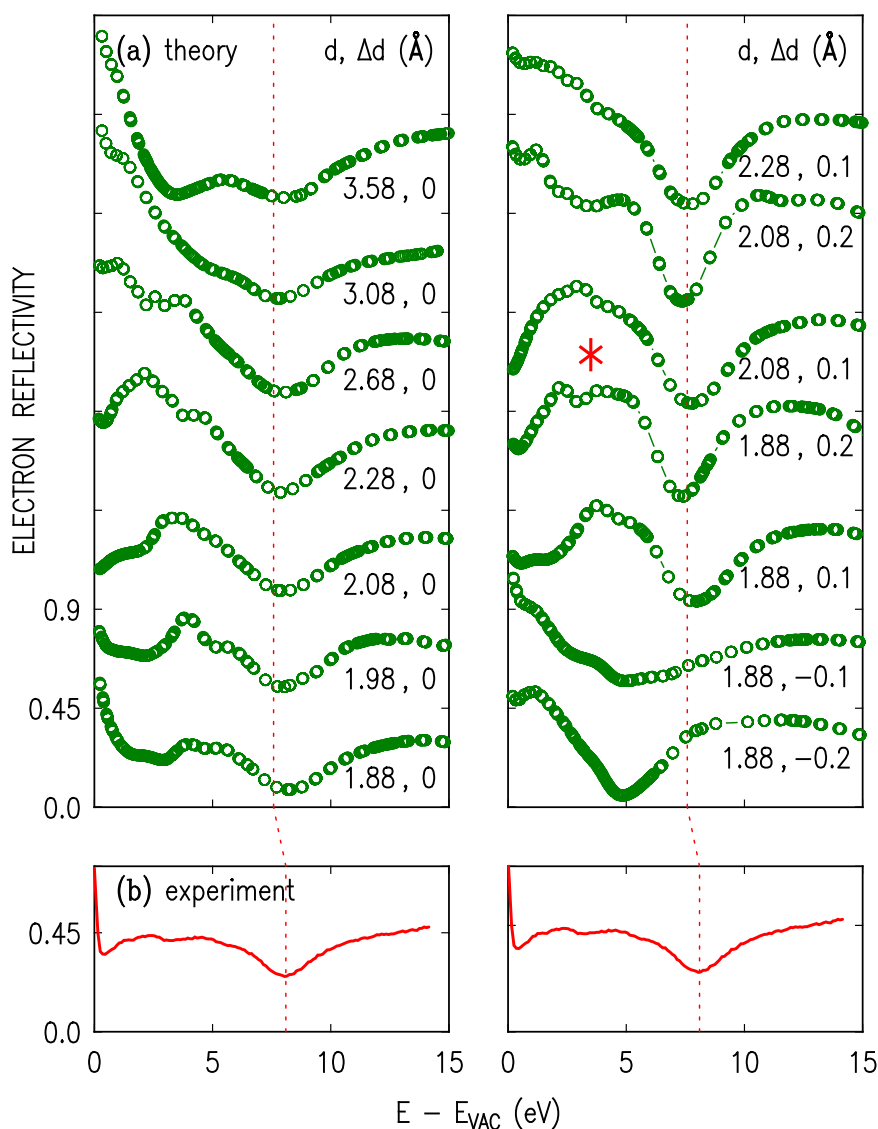 (a) theory
d, Δd (Å)
3.58 , 0
3.08 , 0
2.68 , 0
2.28 , 0
2.08 , 0
1.98 , 0
1.88 , 0
d, Δd (Å)
2.28 , 0.1
2.08 , 0.2
2.08 , 0.1
1.88 , 0.2
1.88 , 0.1
1.88 , −0.1
1.88 , −0.2
ELECTRON REFLECTIVITY
0.9
0.45
0.0
(b) experiment
0.45
0.0
0 5 10 15
0 5 10 15
E − EVAC (eV)